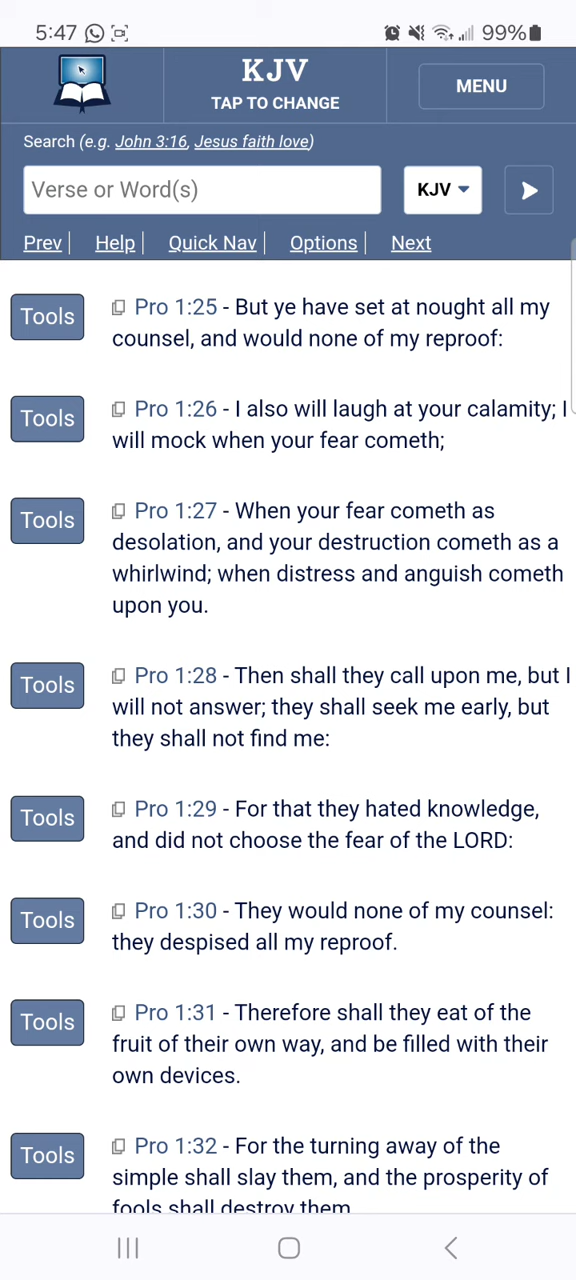 5:47 99%
KJV
TAP TO CHANGE
MENU
Search (e.g. John 3:16, Jesus faith love)
Verse or Word(s)
KJV
Prev | Help | Quick Nav | Options | Next
Tools
Pro 1:25 - But ye have set at nought all my
counsel, and would none of my reproof:
Tools
Pro 1:26 - I also will laugh at your calamity; I
will mock when your fear cometh;
Tools
Pro 1:27 - When your fear cometh as
desolation, and your destruction cometh as a
whirlwind; when distress and anguish cometh
upon you.
Tools
Pro 1:28 - Then shall they call upon me, but I
will not answer; they shall seek me early, but
they shall not find me:
Tools
Pro 1:29 - For that they hated knowledge,
and did not choose the fear of the LORD:
Tools
Pro 1:30 - They would none of my counsel:
they despised all my reproof.
Tools
Pro 1:31 - Therefore shall they eat of the
fruit of their own way, and be filled with their
own devices.
Tools
Pro 1:32 - For the turning away of the
simple shall slay them, and the prosperity of
fools shall destroy them